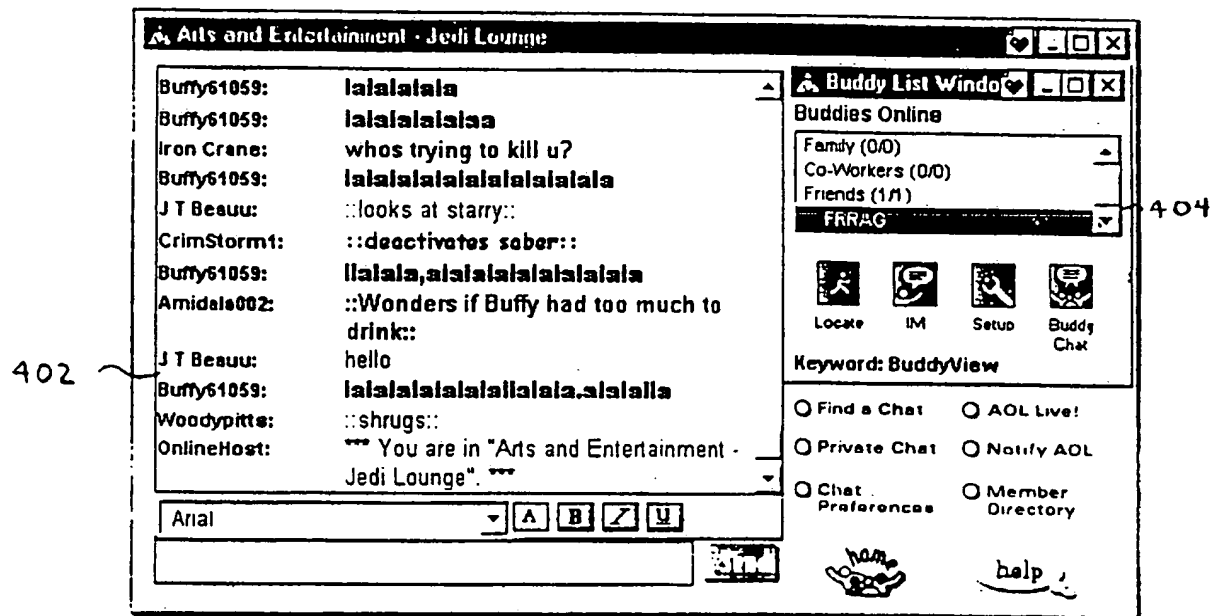 Arts and Entertainment - Jedi Lounge
Buffy61059: lalalalala
Buffy61059: lalalalalalaa
Iron Crane: whos trying to kill u?
Buffy61059: lalalalalalalalalalalala
J T Beauu: ::looks at starry::
CrimStorm1: ::deactivates saber::
Buffy61059: llalala,alalalalalalalalala
Amidala002: ::Wonders if Buffy had too much to
drink::
J T Beauu: hello
Buffy61059: lalalalalalalallalala.alalalla
Woodypitts: ::shrugs::
OnlineHost: *** You are in "Arts and Entertainment -
Jedi Lounge". ***
Arial A B I U
402
Buddy List Windo
Buddies Online
Family (0/0)
Co-Workers (0/0)
Friends (1/1)
FRRAG
404
Locate IM Setup Buddy
Chat
Keyword: BuddyView
Find a Chat AOL Live!
Private Chat Notify AOL
Chat Member
Preferences Directory
help